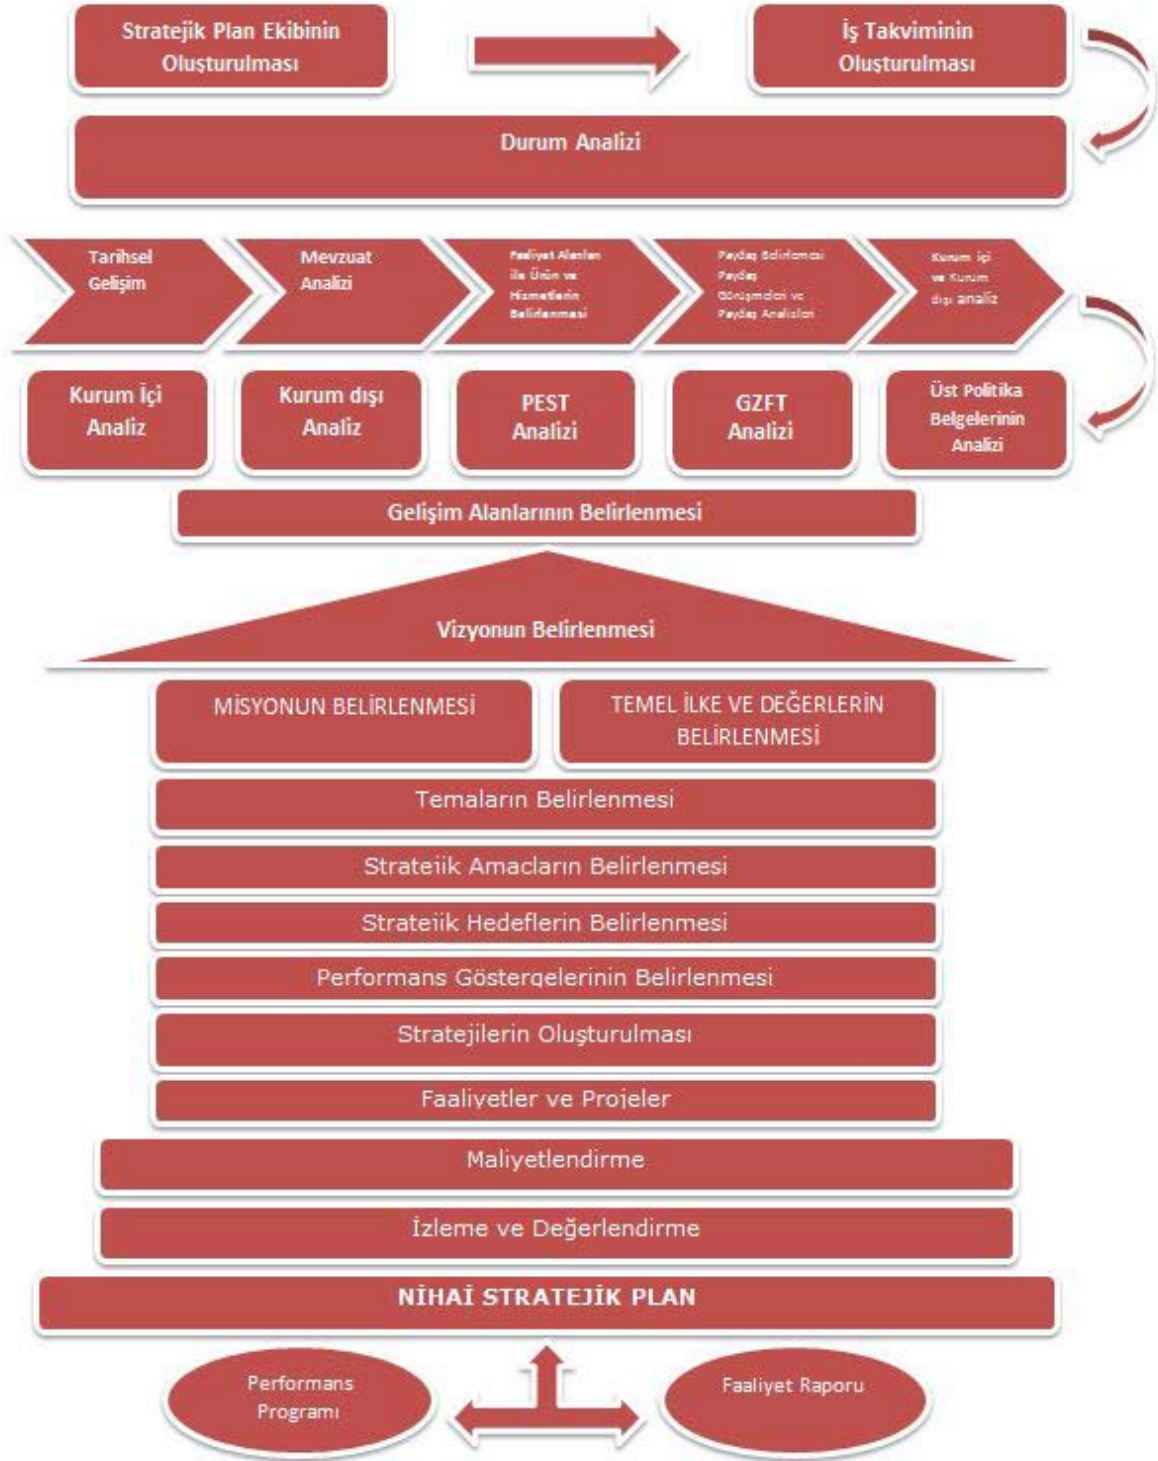 Stratejik Plan Ekibinin
Oluşturulması
İş Takviminin
Oluşturulması
Durum Analizi
Tarihsel
Gelişim
Mevzuat
Analizi
Faaliyet Alanları
ile Ürün ve
Hizmetlerin
Belirlenmesi
Paydaş Belirlemesi
Paydaş
Görüşmeleri ve
Paydaş Analizleri
Kurum içi
ve Kurum
dışı analiz
Kurum İçi
Analiz
Kurum dışı
Analiz
PEST
Analizi
GZFT
Analizi
Üst Politika
Belgelerinin
Analizi
Gelişim Alanlarının Belirlenmesi
Vizyonun Belirlenmesi
MİSYONUN BELİRLENMESİ
TEMEL İLKE VE DEĞERLERİN
BELİRLENMESİ
Temaların Belirlenmesi
Stratejik Amaçların Belirlenmesi
Stratejik Hedeflerin Belirlenmesi
Performans Göstergelerinin Belirlenmesi
Stratejilerin Oluşturulması
Faaliyetler ve Projeler
Maliyetlendirme
İzleme ve Değerlendirme
NİHAİ STRATEJİK PLAN
Performans
Programı
Faaliyet Raporu